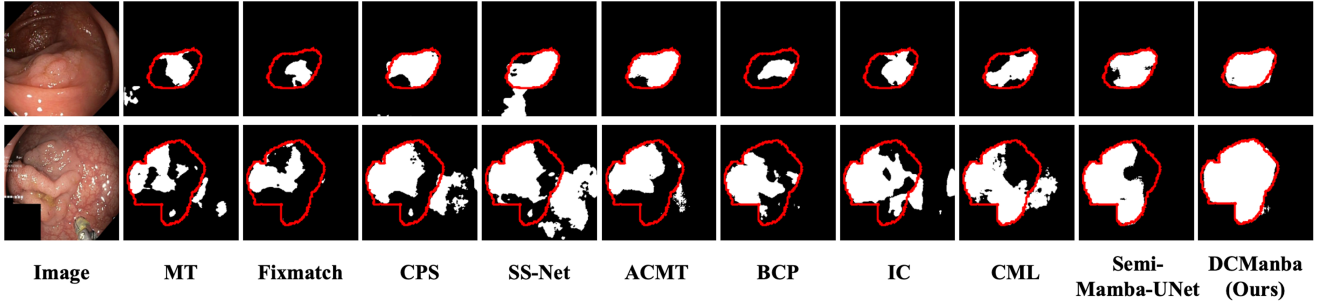 Image
MT
Fixmatch
CPS
SS-Net
ACMT
BCP
IC
CML
Semi-
Mamba-UNet
DCManba
(Ours)